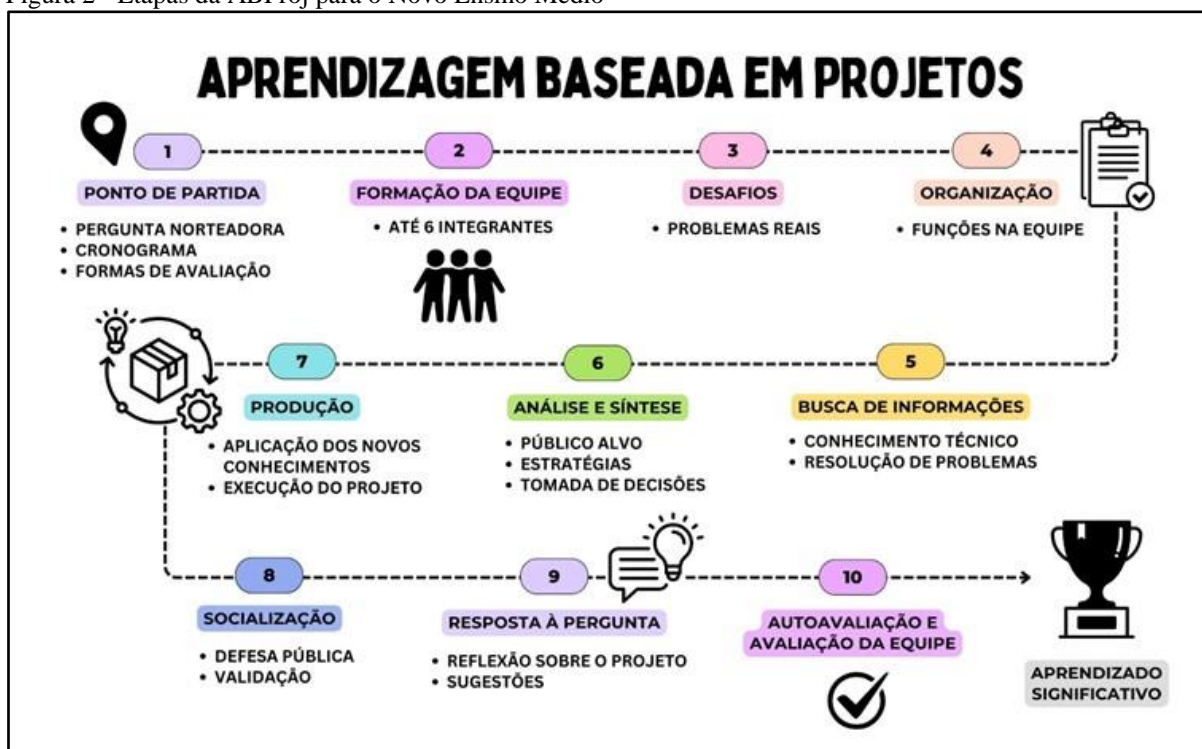 Figura 2 - Etapas da ABProj para o Novo Ensino Médio
APRENDIZAGEM BASEADA EM PROJETOS
1
PONTO DE PARTIDA
• PERGUNTA NORTEADORA
• CRONOGRAMA
• FORMAS DE AVALIAÇÃO
2
FORMAÇÃO DA EQUIPE
• ATÉ 6 INTEGRANTES
3
DESAFIOS
• PROBLEMAS REAIS
4
ORGANIZAÇÃO
• FUNÇÕES NA EQUIPE
5
BUSCA DE INFORMAÇÕES
• CONHECIMENTO TÉCNICO
• RESOLUÇÃO DE PROBLEMAS
6
ANÁLISE E SÍNTESE
• PÚBLICO ALVO
• ESTRATÉGIAS
• TOMADA DE DECISÕES
7
PRODUÇÃO
• APLICAÇÃO DOS NOVOS
CONHECIMENTOS
• EXECUÇÃO DO PROJETO
8
SOCIALIZAÇÃO
• DEFESA PÚBLICA
• VALIDAÇÃO
9
RESPOSTA À PERGUNTA
• REFLEXÃO SOBRE O PROJETO
• SUGESTÕES
10
AUTOAVALIAÇÃO E
AVALIAÇÃO DA EQUIPE
APRENDIZADO
SIGNIFICATIVO